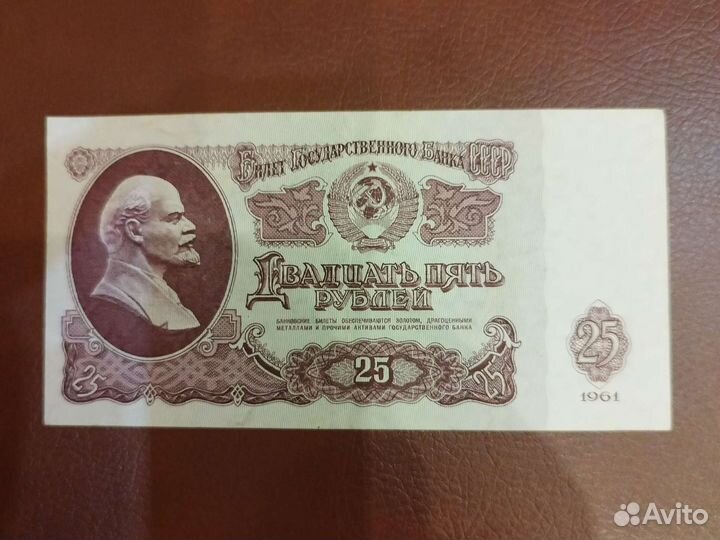 Билет Государственного Банка СССР
Двадцать пять
рублей
БАНКОВСКИЕ БИЛЕТЫ ОБЕСПЕЧИВАЮТСЯ ЗОЛОТОМ, ДРАГОЦЕННЫМИ
МЕТАЛЛАМИ И ПРОЧИМИ АКТИВАМИ ГОСУДАРСТВЕННОГО БАНКА
25
25
25
25
1961
Avito